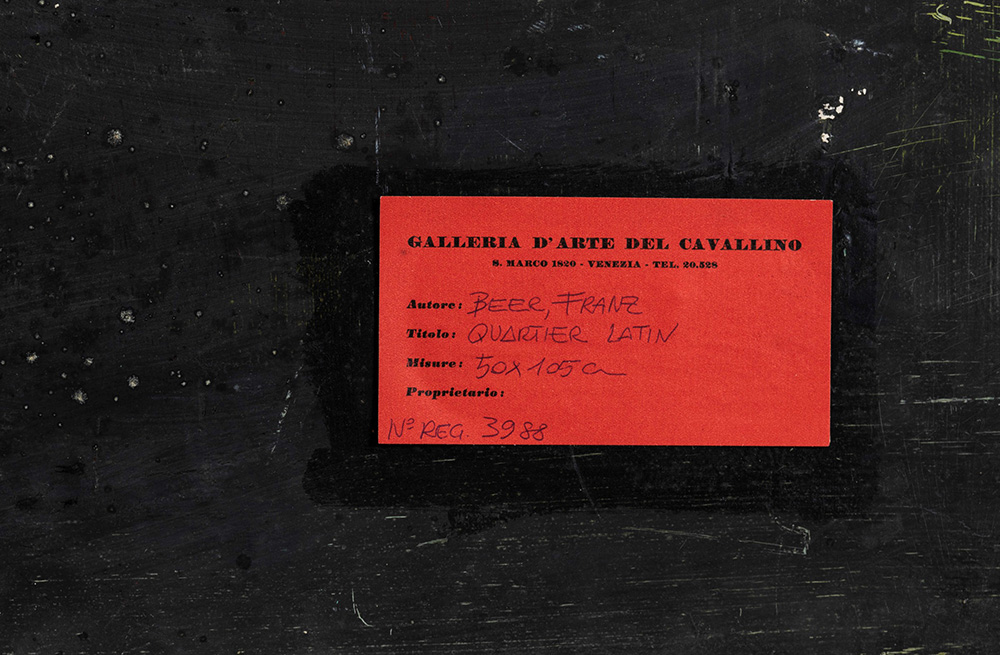 GALLERIA D'ARTE DEL CAVALLINO
S. MARCO 1820 - VENEZIA - TEL. 20.528
Autore: BEER, FRANZ
Titolo: QUARTIER LATIN
Misure: 50x105 cm
Proprietario:
Nº REG. 3988